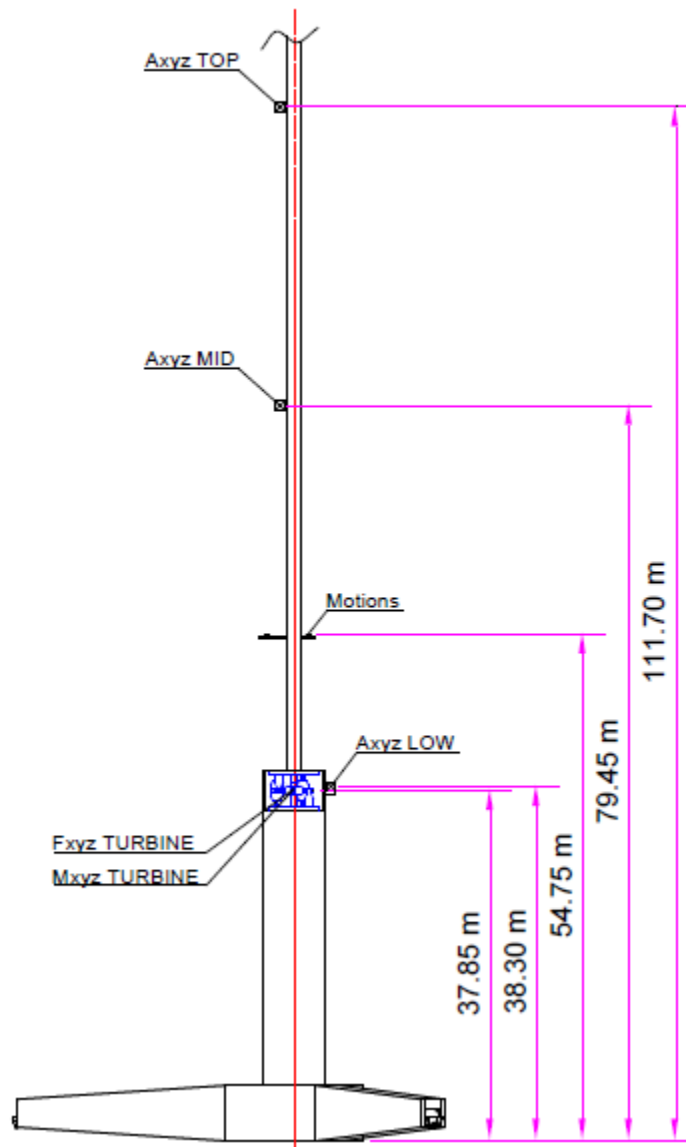 Axyz TOP
Axyz MID
Motions
Axyz LOW
Fxyz TURBINE
Mxyz TURBINE
37.85 m
38.30 m
54.75 m
79.45 m
111.70 m